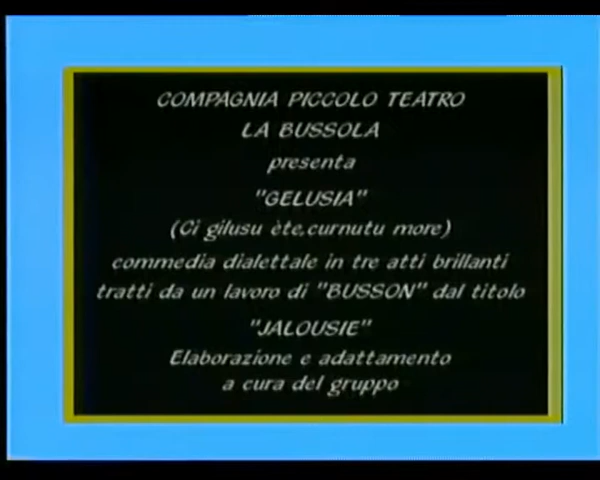 COMPAGNIA PICCOLO TEATRO
LA BUSSOLA
presenta
"GELUSIA"
(Ci gilusu ète,curnutu more)
commedia dialettale in tre atti brillanti
tratti da un lavoro di "BUSSON" dal titolo
"JALOUSIE"
Elaborazione e adattamento
a cura del gruppo